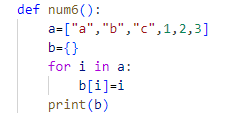 def num6():
    a=["a","b","c",1,2,3]
    b={}
    for i in a:
        b[i]=i
    print(b)